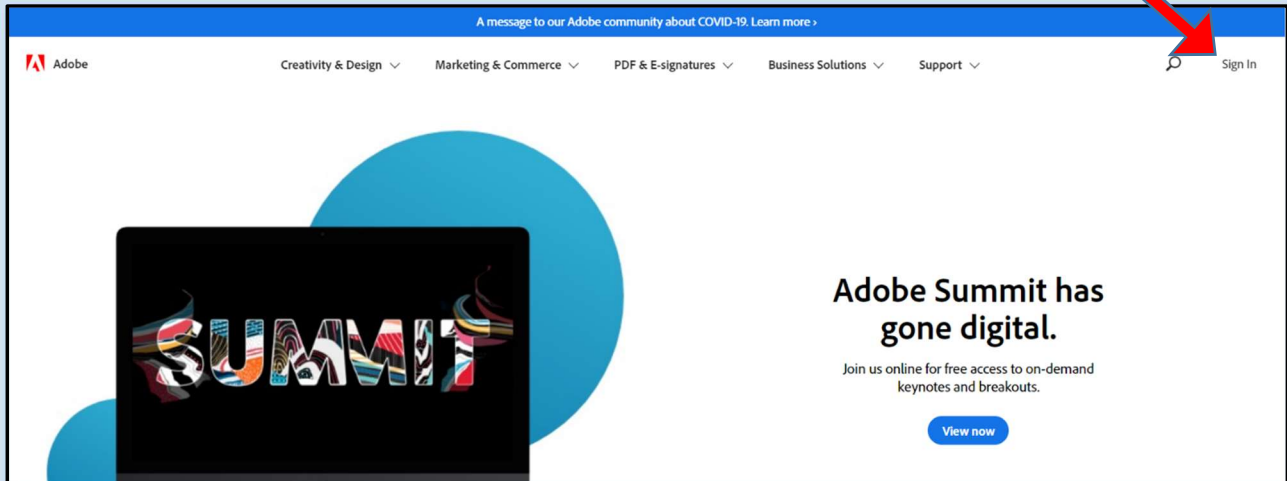 A message to our Adobe community about COVID-19. Learn more ›
Adobe
Creativity & Design
Marketing & Commerce
PDF & E-signatures
Business Solutions
Support
Sign In
SUMMIT
Adobe Summit has
gone digital.
Join us online for free access to on-demand
keynotes and breakouts.
View now